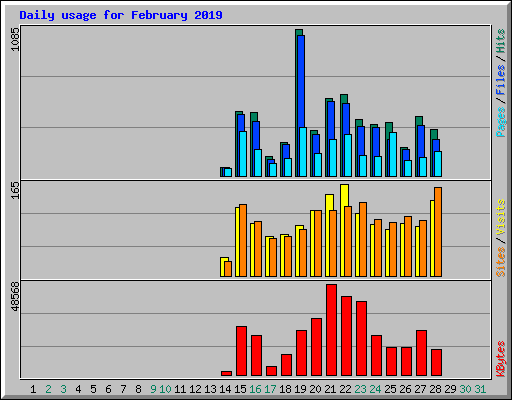 Daily usage for February 2019
1085
165
48568
Pages / Files / Hits
Sites / Visits
KBytes
1 2 3 4 5 6 7 8 9 10 11 12 13 14 15 16 17 18 19 20 21 22 23 24 25 26 27 28 29 30 31